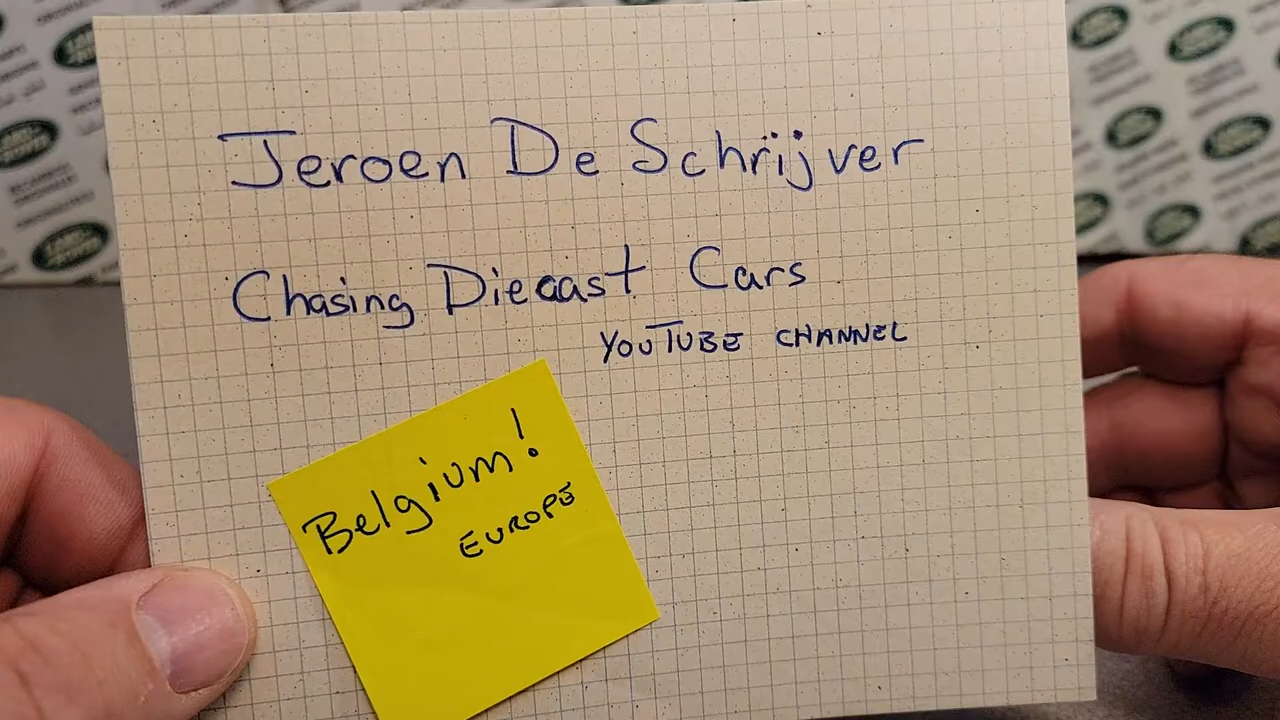 Jeroen De Schrijver
Chasing Diecast Cars
YOUTUBE CHANNEL
Belgium!
EUROPE